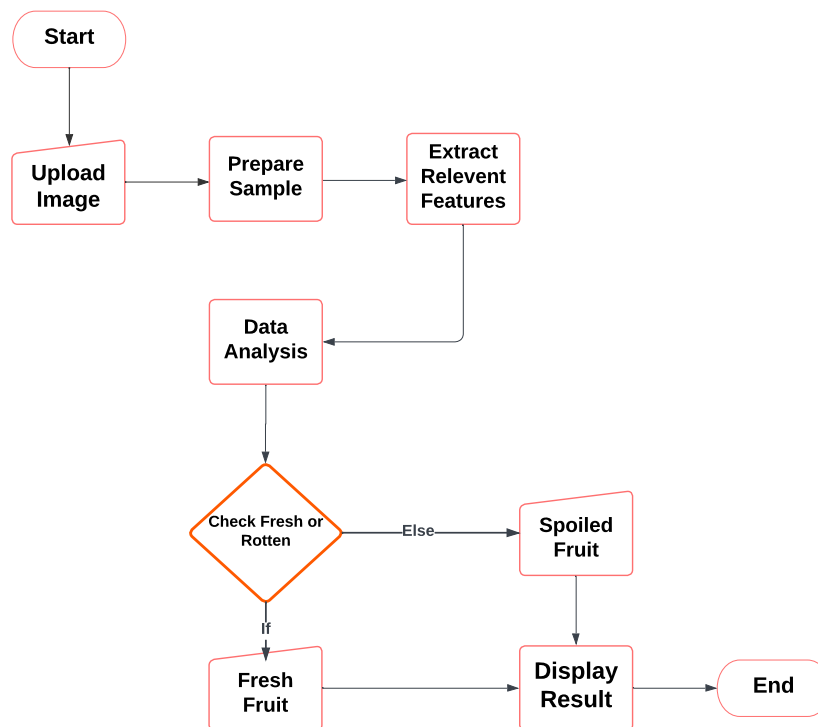 Start
Upload
Image
Prepare
Sample
Extract
Relevent
Features
Data
Analysis
Check Fresh or
Rotten
Else
Spoiled
Fruit
If
Fresh
Fruit
Display
Result
End